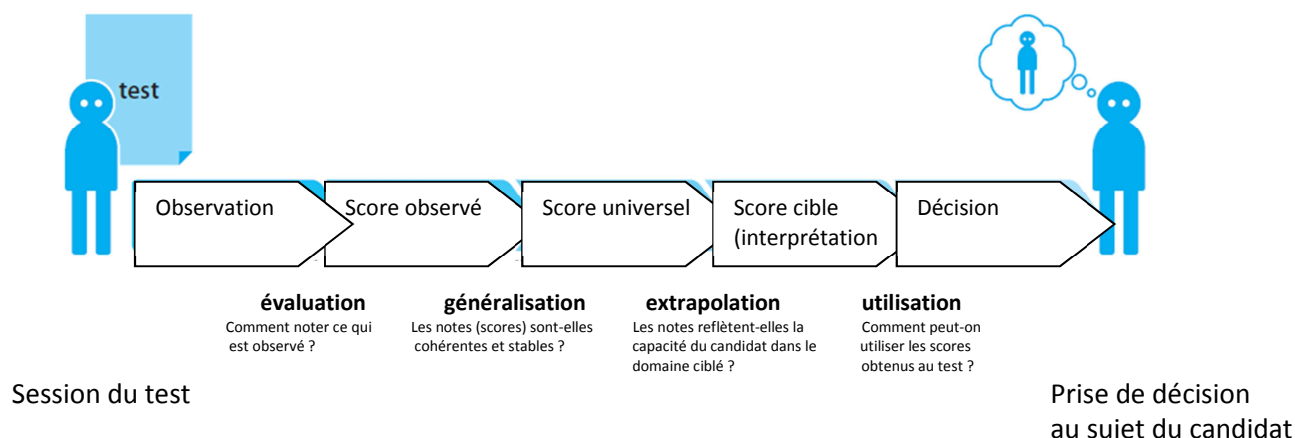 test
Observation
Score observé
Score universel
Score cible
(interprétation
Décision
évaluation
Comment noter ce qui
est observé ?
généralisation
Les notes (scores) sont-elles
cohérentes et stables ?
extrapolation
Les notes reflètent-elles la
capacité du candidat dans le
domaine ciblé ?
utilisation
Comment peut-on
utiliser les scores
obtenus au test ?
Session du test
Prise de décision
au sujet du candidat